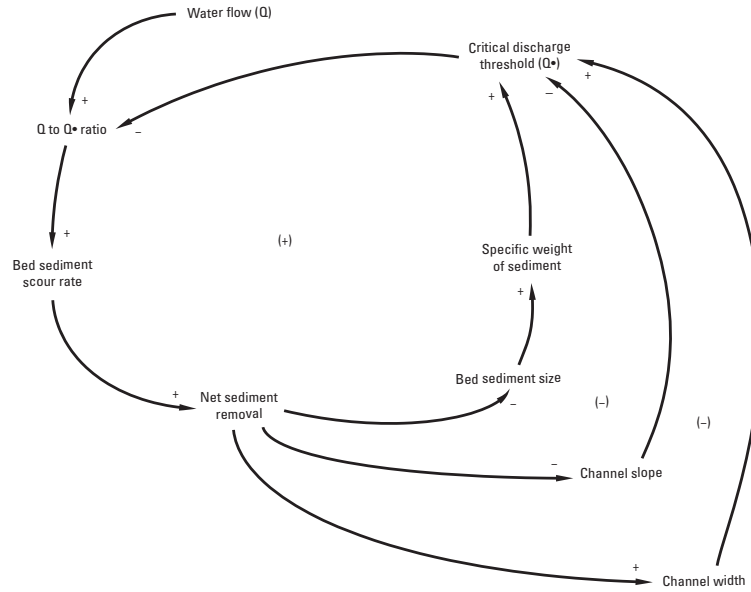 Water flow (Q)
Critical discharge
threshold (Q•)
+
+
–
+
–
Q to Q• ratio
–
+
(+)
Specific weight
of sediment
Bed sediment
scour rate
+
Bed sediment size
+
Net sediment
removal
–
(–)
(–)
–
Channel slope
+
Channel width